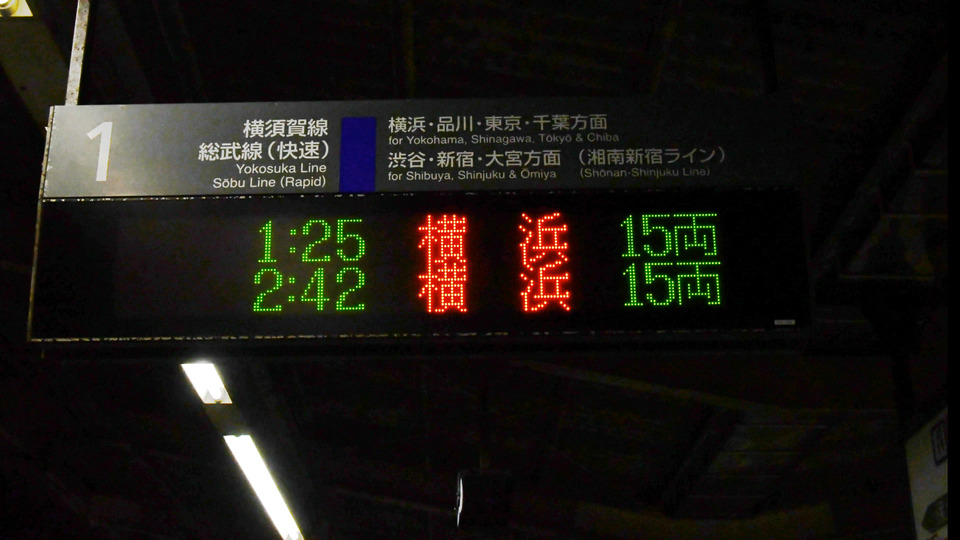 1
横須賀線
総武線（快速）
Yokosuka Line
Sōbu Line (Rapid)
横浜・品川・東京・千葉方面
for Yokohama, Shinagawa, Tōkyō & Chiba
渋谷・新宿・大宮方面 （湘南新宿ライン）
for Shibuya, Shinjuku & Ōmiya (Shōnan-Shinjuku Line)
1:25 横浜 15両
2:42 横浜 15両